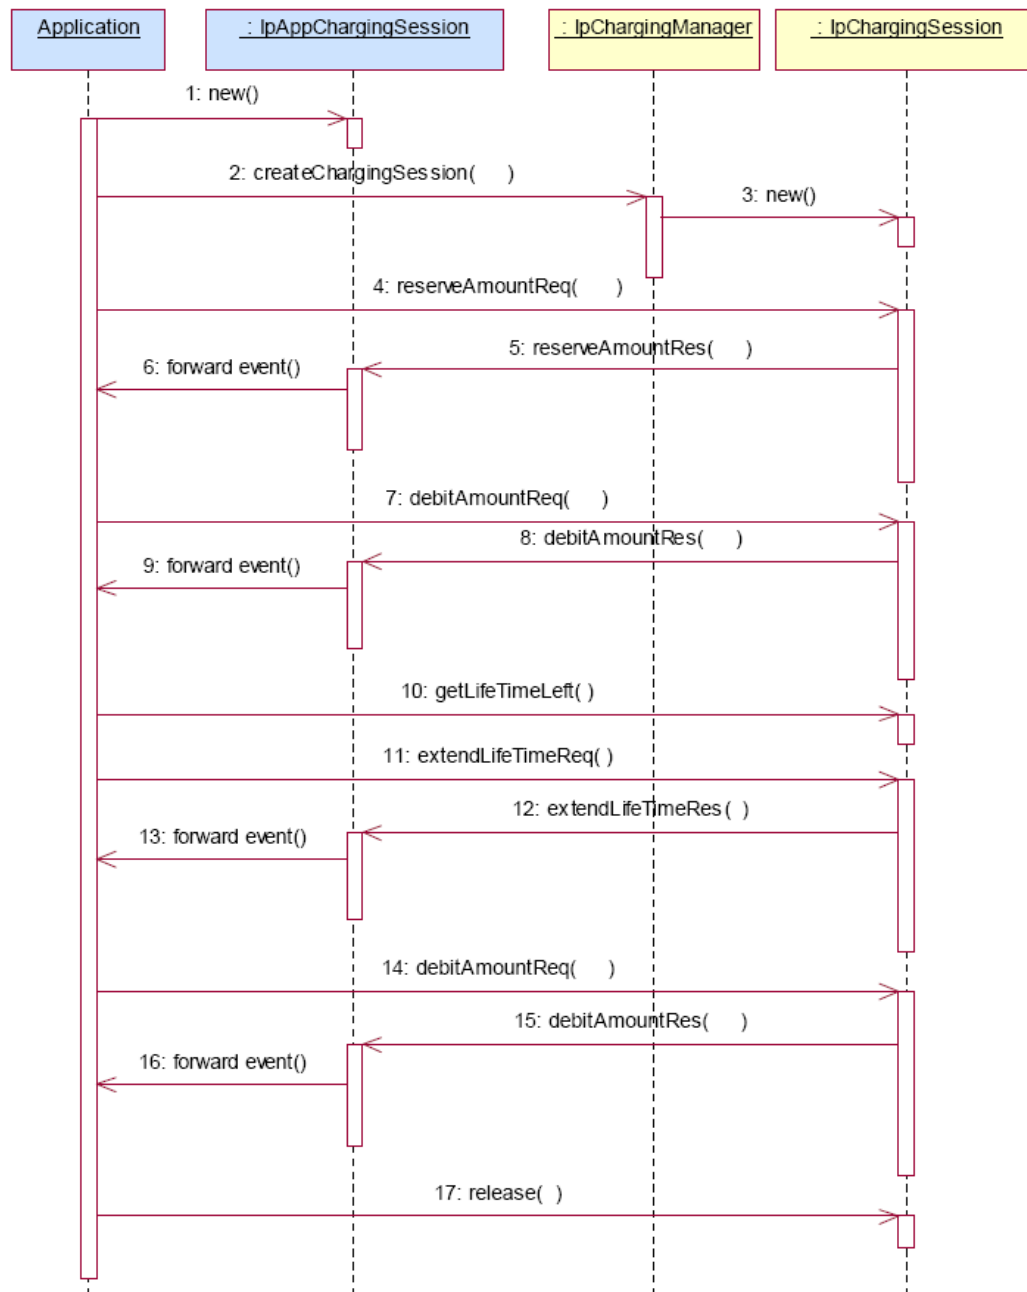 Application
: IpAppChargingSession
: IpChargingManager
: IpChargingSession
1: new()
2: createChargingSession( )
3: new()
4: reserveAmountReq( )
5: reserveAmountRes( )
6: forward event()
7: debitAmountReq( )
8: debitAmountRes( )
9: forward event()
10: getLifeTimeLeft( )
11: extendLifeTimeReq( )
12: extendLifeTimeRes( )
13: forward event()
14: debitAmountReq( )
15: debitAmountRes( )
16: forward event()
17: release( )